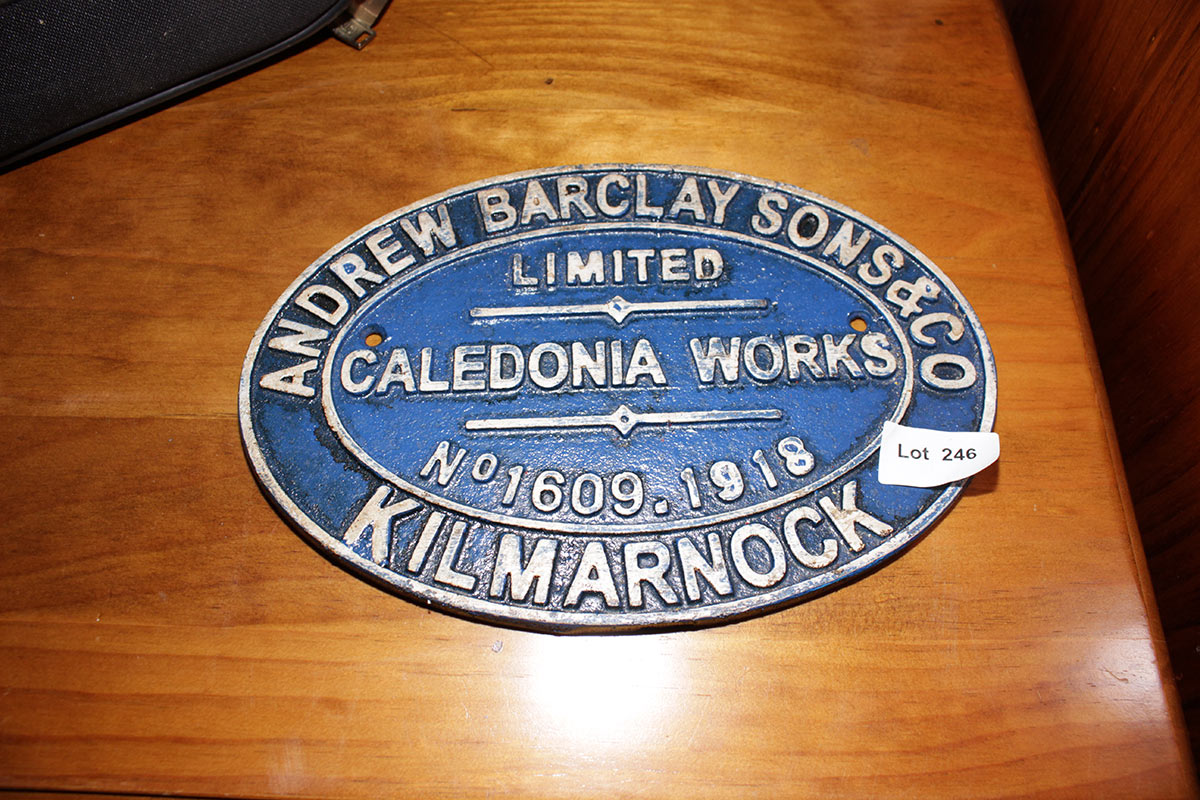 ANDREW BARCLAY SONS & CO
LIMITED
CALEDONIA WORKS
No 1609.1918
KILMARNOCK
Lot 246